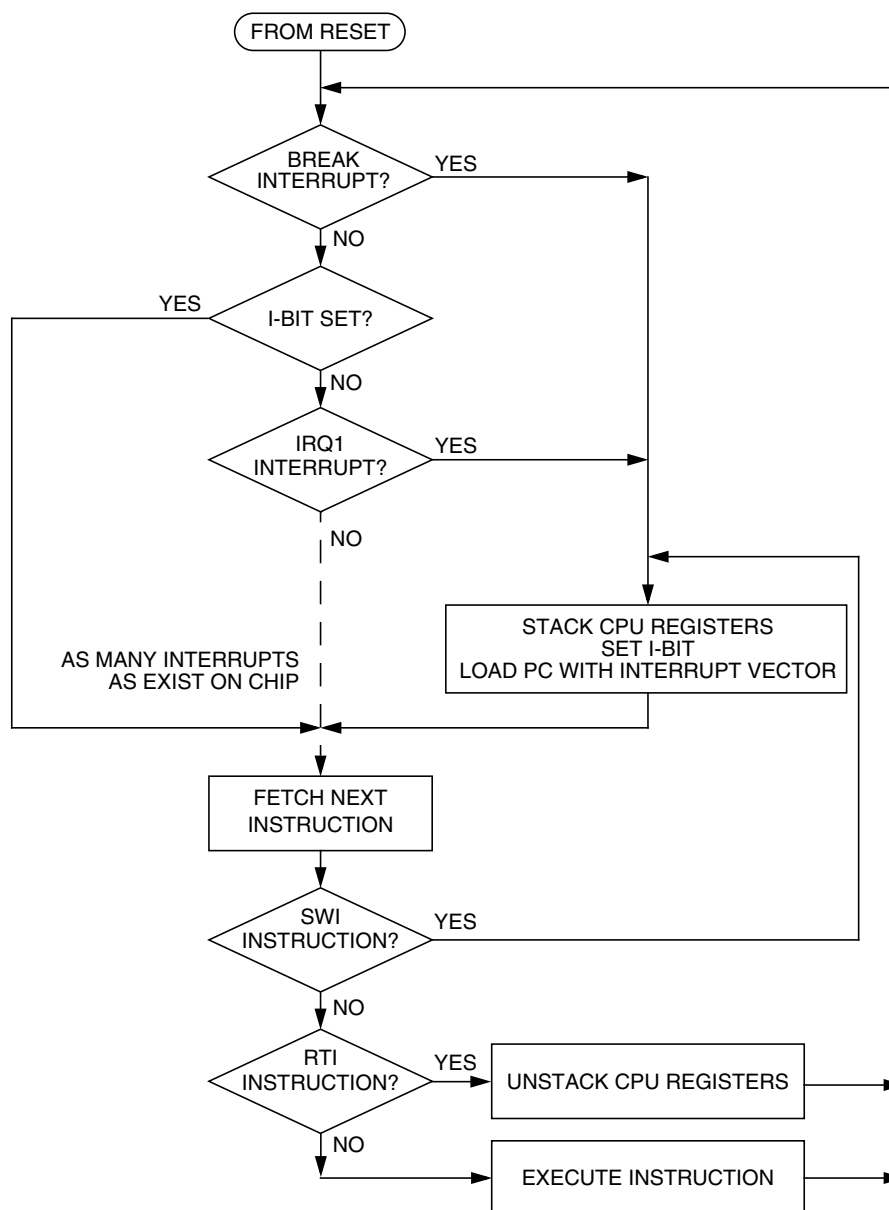 FROM RESET
BREAK
INTERRUPT?
YES
NO
I-BIT SET?
YES
NO
IRQ1
INTERRUPT?
YES
NO
AS MANY INTERRUPTS
AS EXIST ON CHIP
STACK CPU REGISTERS
SET I-BIT
LOAD PC WITH INTERRUPT VECTOR
FETCH NEXT
INSTRUCTION
SWI
INSTRUCTION?
YES
NO
RTI
INSTRUCTION?
YES
UNSTACK CPU REGISTERS
NO
EXECUTE INSTRUCTION